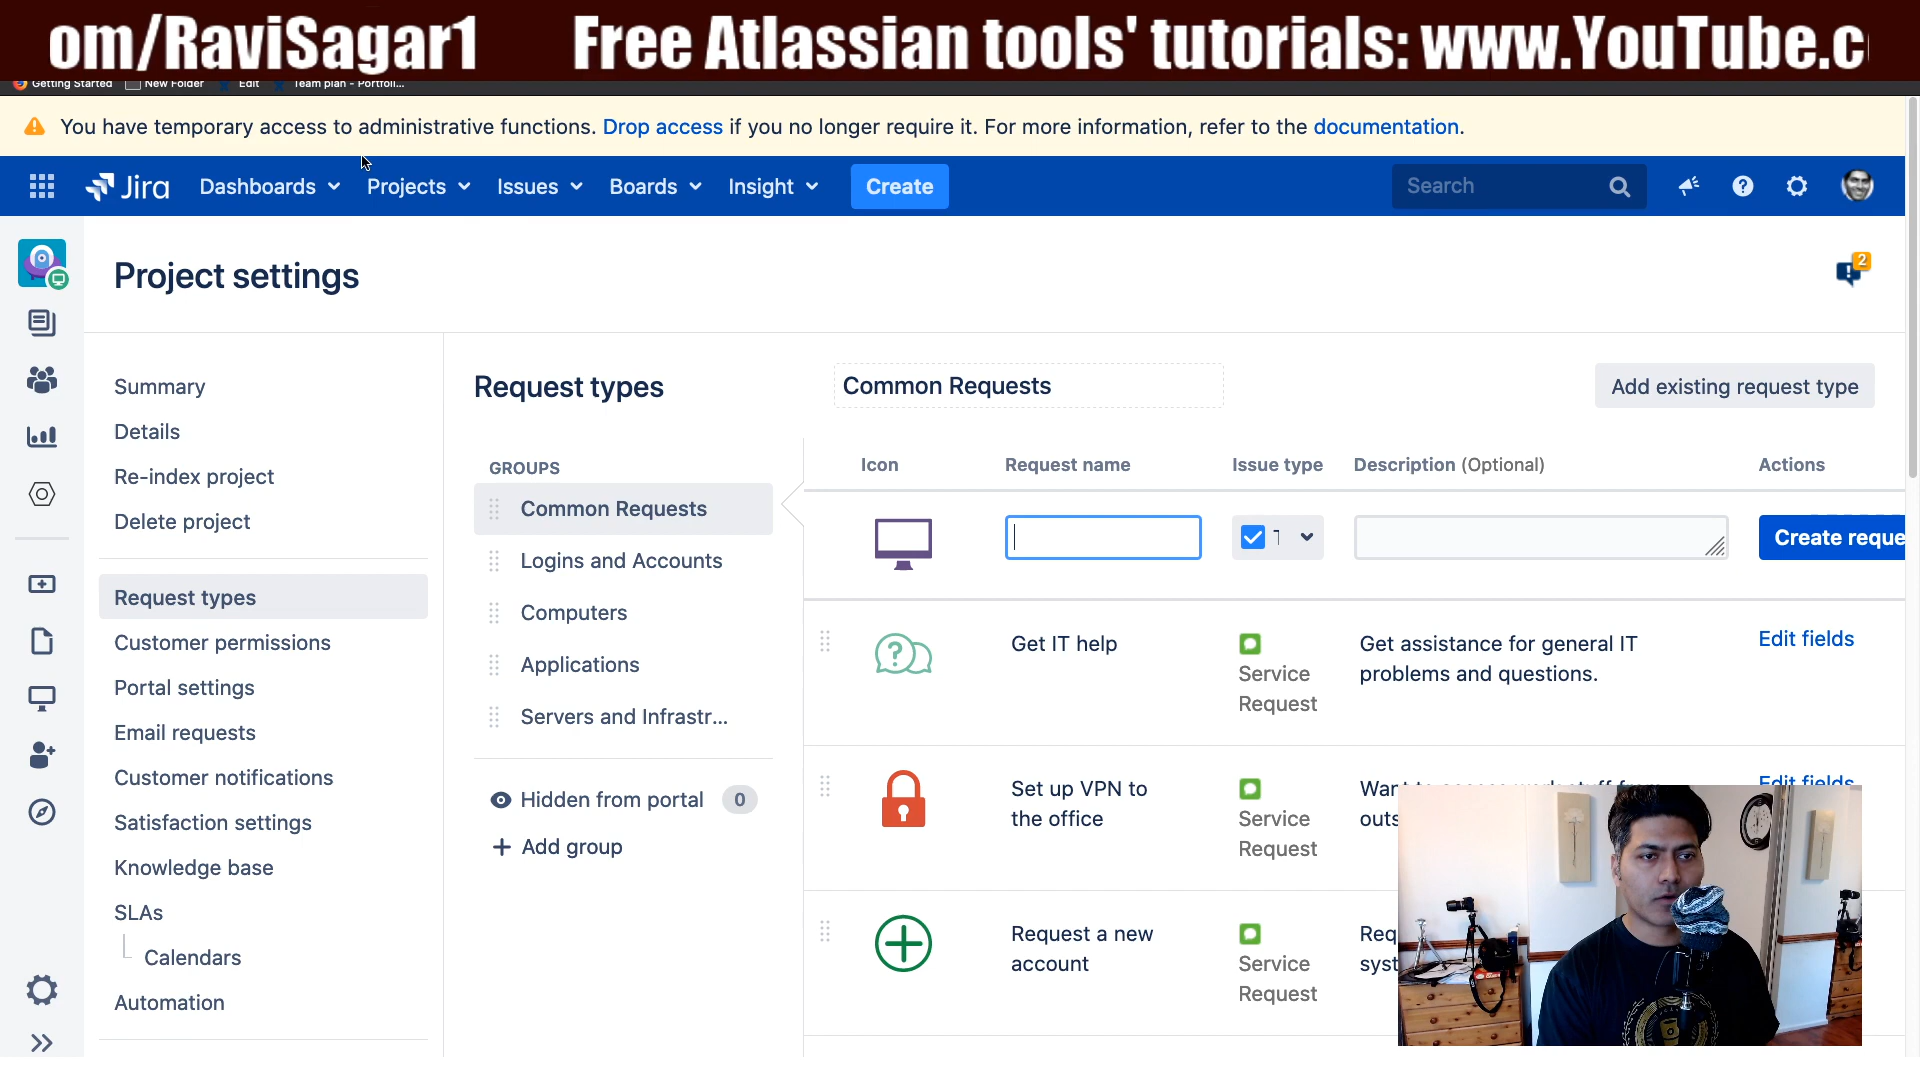 om/RaviSagar1 Free Atlassian tools' tutorials: www.YouTube.c
Getting Started New Folder Edit Team plan - Portfoli...
You have temporary access to administrative functions. Drop access if you no longer require it. For more information, refer to the documentation.
Jira Dashboards Projects Issues Boards Insight Create Search
Project settings
2
Summary
Details
Re-index project
Delete project
Request types
Customer permissions
Portal settings
Email requests
Customer notifications
Satisfaction settings
Knowledge base
SLAs
Calendars
Automation
Request types
GROUPS
Common Requests
Logins and Accounts
Computers
Applications
Servers and Infrastr...
Hidden from portal 0
Add group
Common Requests
Add existing request type
Icon Request name Issue type Description (Optional) Actions
Create reque
Get IT help
Service
Request
Get assistance for general IT
problems and questions.
Edit fields
Set up VPN to
the office
Service
Request
outs
Edit fields
Request a new
account
Service
Request
Req
syst